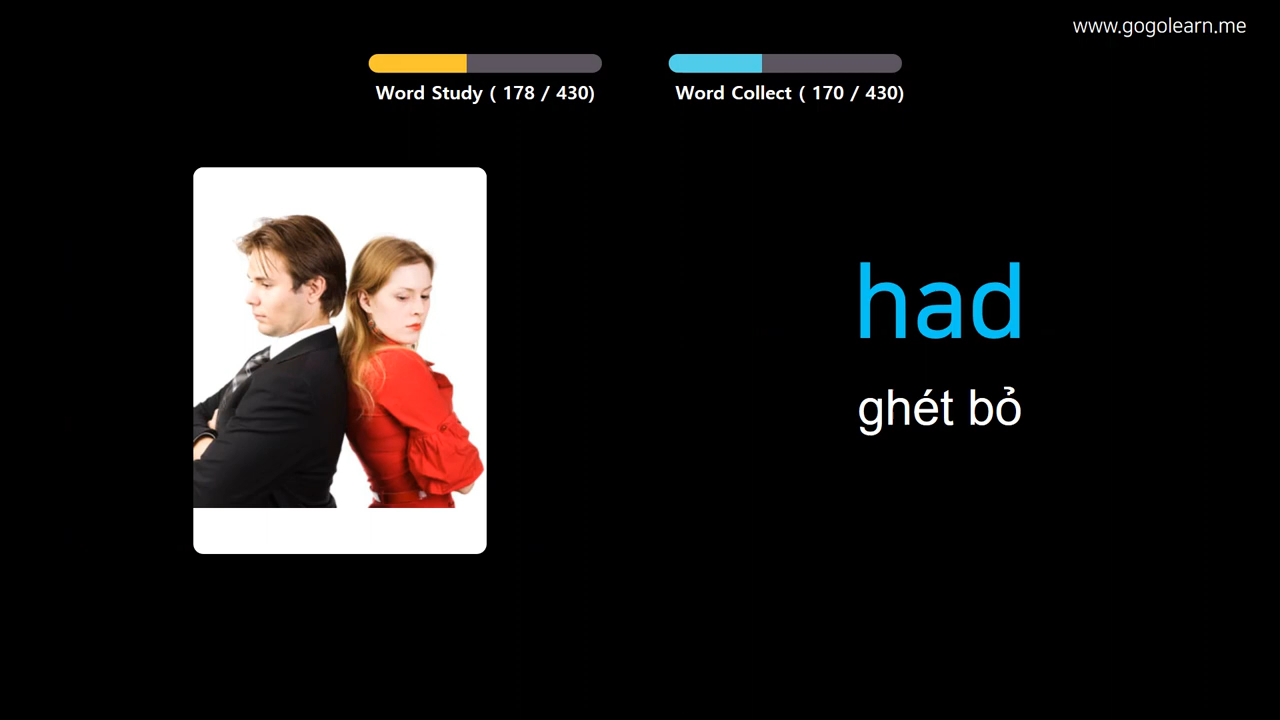 www.gogolearn.me
Word Study ( 178 / 430)
Word Collect ( 170 / 430)
had
ghét bỏ